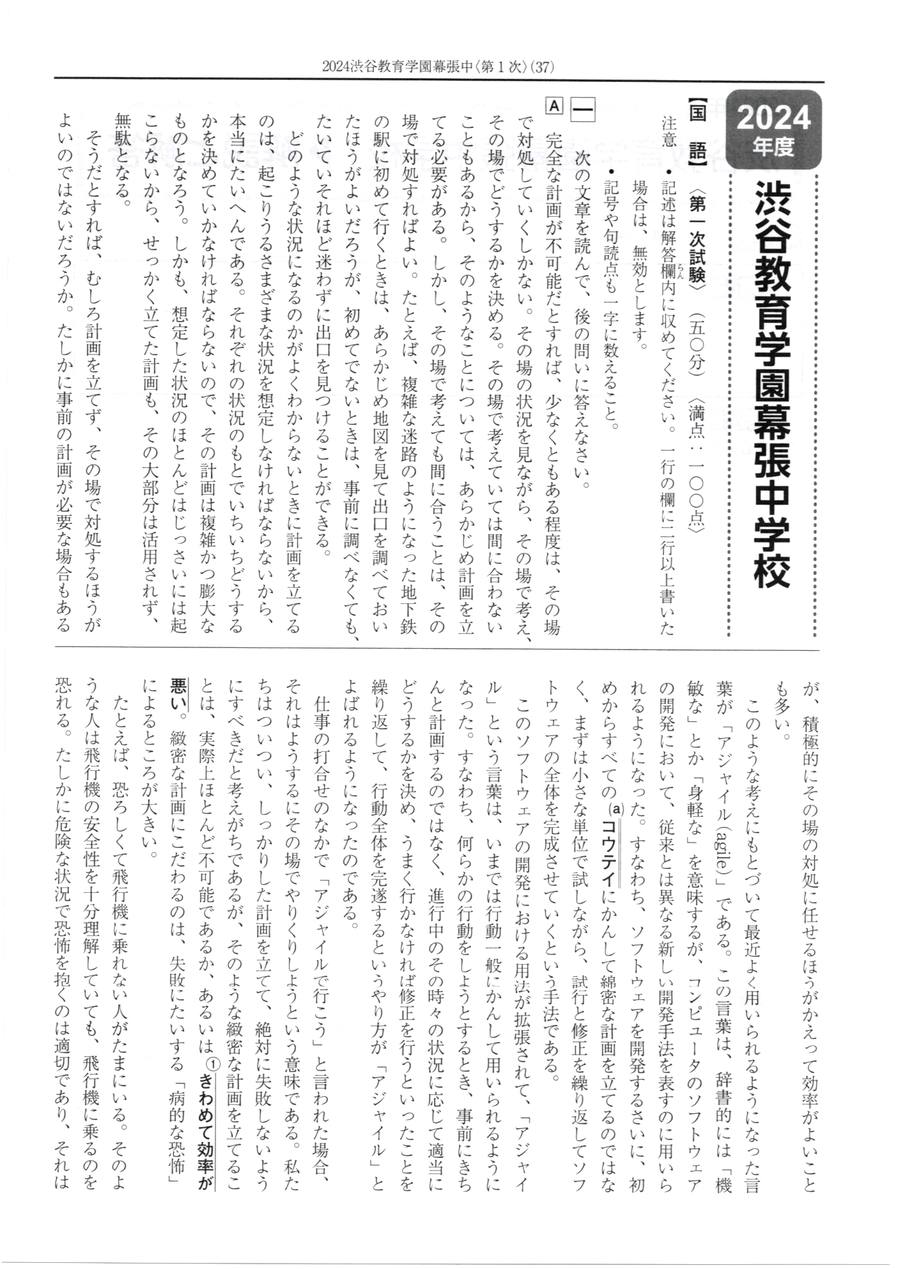 2024渋谷教育学園幕張中〈第1次〉(37)
2024
年度
渋谷教育学園幕張中学校
【国　語】〈第一次試験〉（五〇分）〈満点：一〇〇点〉
注意　・記述は解答欄内に収めてください。一行の欄に二行以上書いた
らん
場合は、無効とします。
・記号や句読点も一字に数えること。
一　次の文章を読んで、後の問いに答えなさい。
A　完全な計画が不可能だとすれば、少なくともある程度は、その場
で対処していくしかない。その場の状況を見ながら、その場で考え、
その場でどうするかを決める。その場で考えていては間に合わない
こともあるから、そのようなことについては、あらかじめ計画を立
てる必要がある。しかし、その場で考えても間に合うことは、その
場で対処すればよい。たとえば、複雑な迷路のようになった地下鉄
の駅に初めて行くときは、あらかじめ地図を見て出口を調べておい
たほうがよいだろうが、初めてでないときは、事前に調べなくても、
たいていそれほど迷わずに出口を見つけることができる。
どのような状況になるのかがよくわからないときに計画を立てる
のは、起こりうるさまざまな状況を想定しなければならないから、
本当にたいへんである。それぞれの状況のもとでいちいちどうする
かを決めていかなければならないので、その計画は複雑かつ膨大な
ものとなろう。しかも、想定した状況のほとんどはじっさいには起
こらないから、せっかく立てた計画も、その大部分は活用されず、
無駄となる。
そうだとすれば、むしろ計画を立てず、その場で対処するほうが
よいのではないだろうか。たしかに事前の計画が必要な場合もある
が、積極的にその場の対処に任せるほうがかえって効率がよいこと
も多い。
このような考えにもとづいて最近よく用いられるようになった言
葉が「アジャイル(agile)」である。この言葉は、辞書的には「機
敏な」とか「身軽な」を意味するが、コンピュータのソフトウェア
の開発において、従来とは異なる新しい開発手法を表すのに用いら
れるようになった。すなわち、ソフトウェアを開発するさいに、初
めからすべての(a)コウテイにかんして綿密な計画を立てるのではな
く、まずは小さな単位で試しながら、試行と修正を繰り返してソフ
トウェアの全体を完成させていくという手法である。
このソフトウェアの開発における用法が拡張されて、「アジャイ
ル」という言葉は、いまでは行動一般にかんして用いられるように
なった。すなわち、何らかの行動をしようとするとき、事前にきち
んと計画するのではなく、進行中のその時々の状況に応じて適当に
どうするかを決め、うまく行かなければ修正を行うといったことを
繰り返して、行動全体を完遂するというやり方が「アジャイル」と
よばれるようになったのである。
仕事の打合せのなかで「アジャイルで行こう」と言われた場合、
それはようするにその場でやりくりしようという意味である。私た
ちはついつい、しっかりした計画を立てて、絶対に失敗しないよう
にすべきだと考えがちであるが、そのような緻密な計画を立てるこ
とは、実際上ほとんど不可能であるか、あるいは①きわめて効率が
悪い。緻密な計画にこだわるのは、失敗にたいする「病的な恐怖」
によるところが大きい。
たとえば、恐ろしくて飛行機に乗れない人がたまにいる。そのよ
うな人は飛行機の安全性を十分理解していても、飛行機に乗るのを
恐れる。たしかに危険な状況で恐怖を抱くのは適切であり、それは